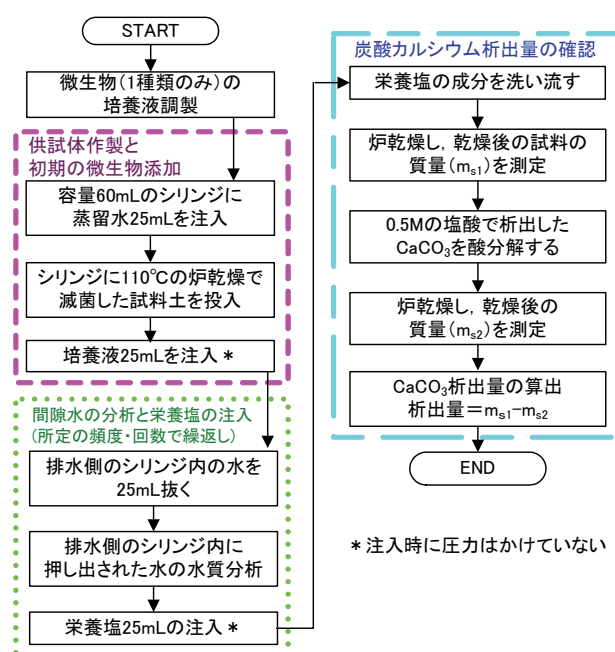 START
微生物(1種類のみ)の
培養液調製
供試体作製と
初期の微生物添加
容量60mLのシリンジに
蒸留水25mLを注入
シリンジに110℃の炉乾燥で
滅菌した試料土を投入
培養液25mLを注入*
間隙水の分析と栄養塩の注入
(所定の頻度・回数で繰返し)
排水側のシリンジ内の水を
25mL抜く
排水側のシリンジ内に
押し出された水の水質分析
栄養塩25mLの注入*
炭酸カルシウム析出量の確認
栄養塩の成分を洗い流す
炉乾燥し,乾燥後の試料の
質量(ms1)を測定
0.5Mの塩酸で析出した
CaCO3を酸分解する
炉乾燥し,乾燥後の
質量(ms2)を測定
CaCO3析出量の算出
析出量=ms1-ms2
END
*注入時に圧力はかけていない